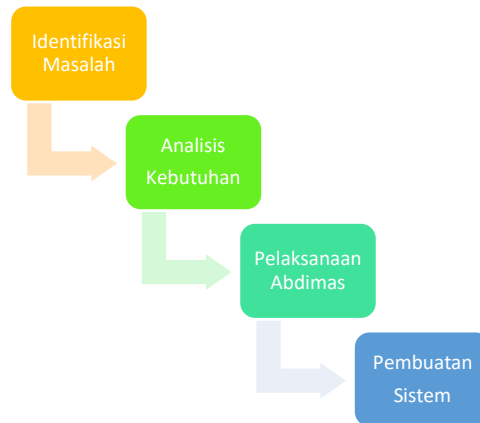 Identifikasi
Masalah
Analisis
Kebutuhan
Pelaksanaan
Abdimas
Pembuatan
Sistem